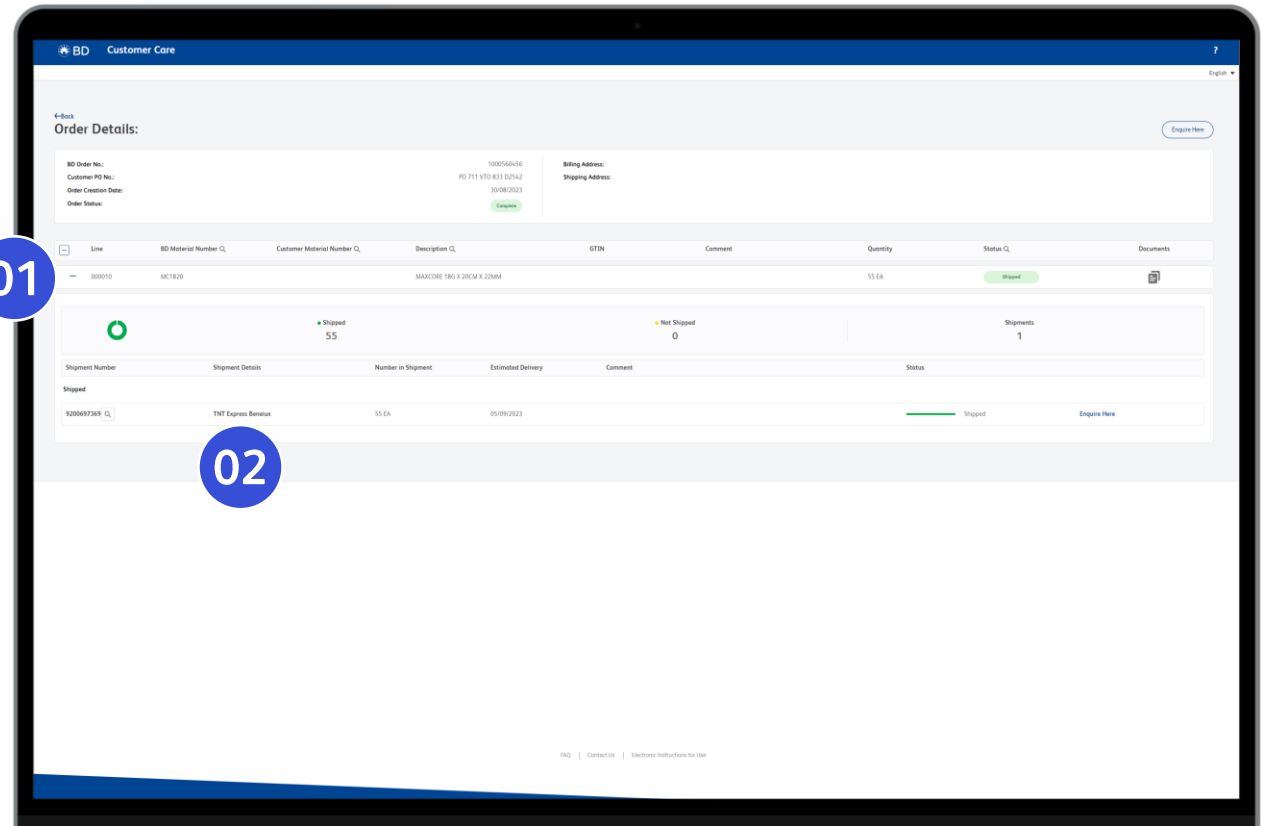 BD Customer Care ?
English
Back
Order Details:
Enquire Here
BD Order No.: 1000560456
Customer PO No.: PO 711 VTO 833 D2542
Order Creation Date: 30/08/2023
Order Status: Complete
Billing Address:
Shipping Address:
Line BD Material Number Customer Material Number Description GTIN Comment Quantity Status Documents
01
000010 MC1820 MAXCORE 18G X 20CM X 22MM 55 EA Shipped
Shipped Not Shipped Shipments
55 0 1
Shipment Number Shipment Details Number in Shipment Estimated Delivery Comment Status
Shipped
9200697369 TNT Express Benelux 55 EA 05/09/2023 Shipped Enquire Here
02
FAQ | Contact Us | Electronic Instructions for Use